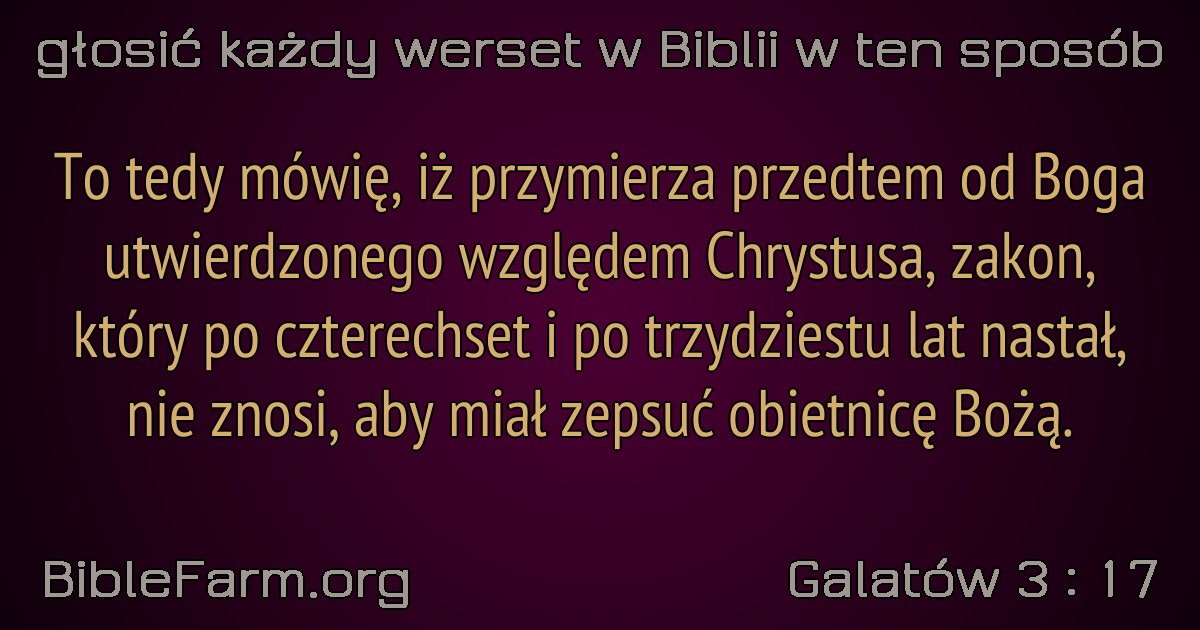 głosić każdy werset w Biblii w ten sposób
To tedy mówię, iż przymierza przedtem od Boga
utwierdzonego względem Chrystusa, zakon,
który po czterechset i po trzydziestu lat nastał,
nie znosi, aby miał zepsuć obietnicę Bożą.
BibleFarm.org
Galatów 3 : 17